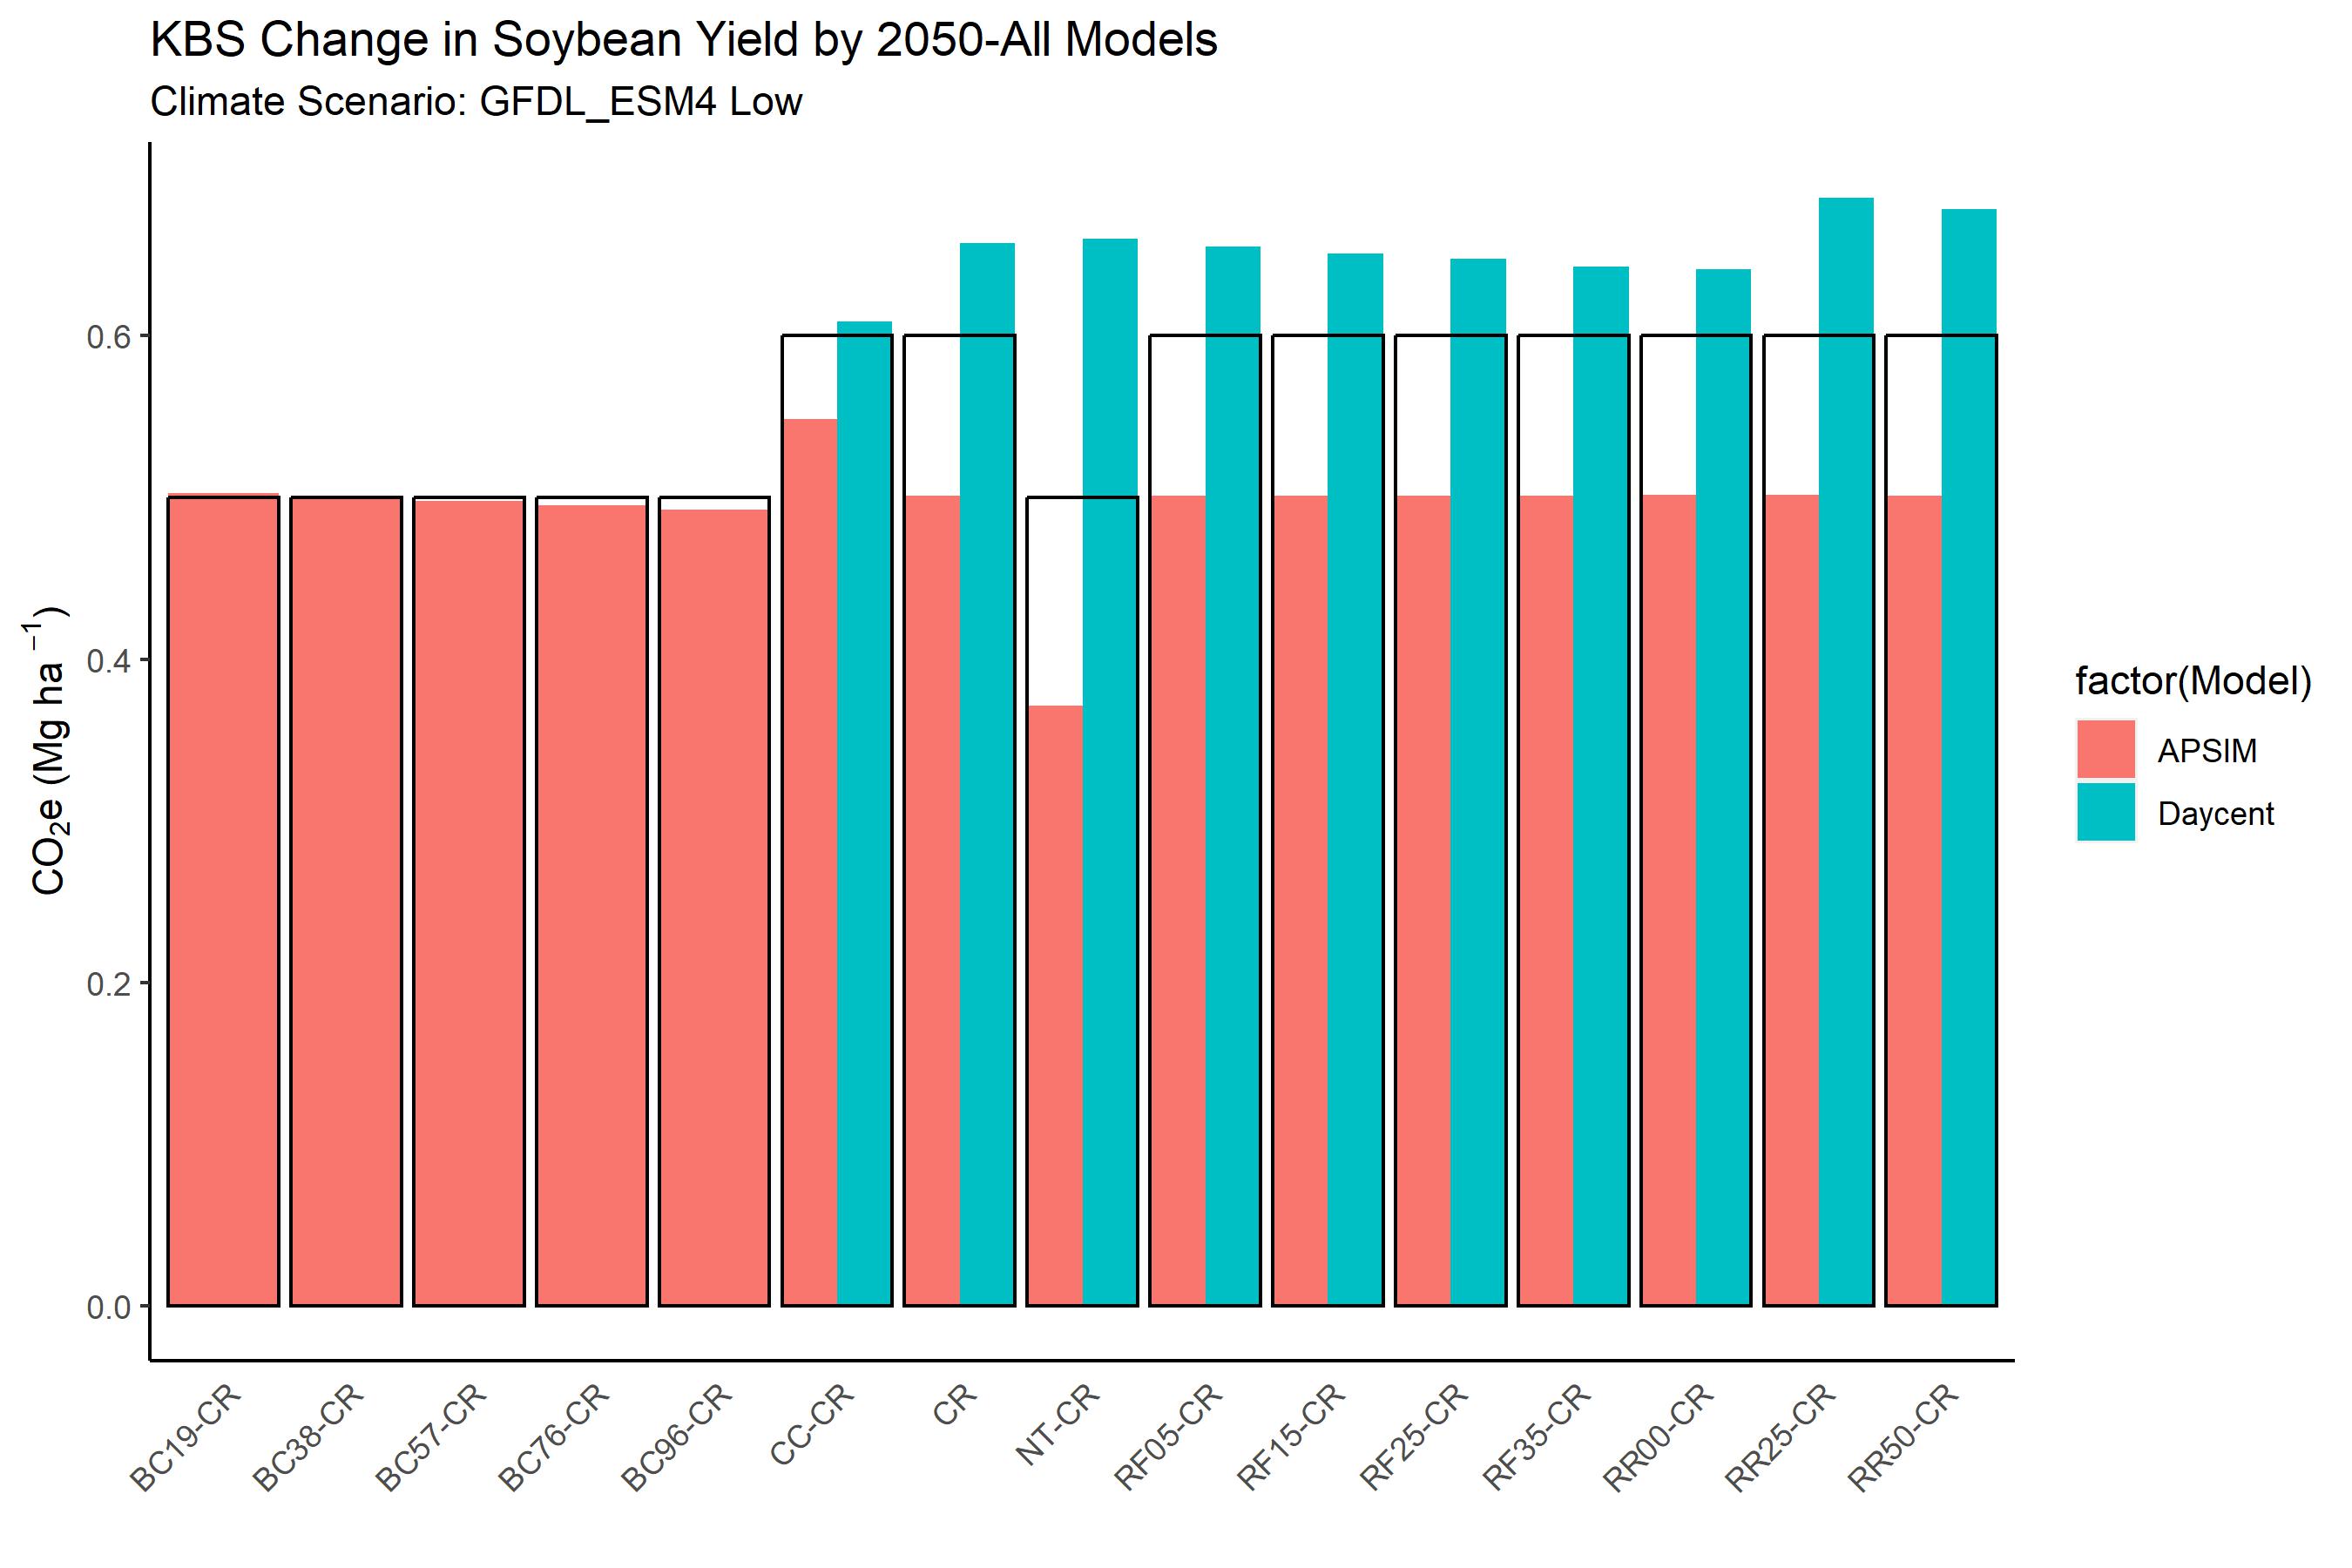 KBS Change in Soybean Yield by 2050-All Models
Climate Scenario: GFDL_ESM4 Low
CO₂e (Mg ha ⁻¹)
0.6
0.4
0.2
0.0
BC19-CR
BC38-CR
BC57-CR
BC76-CR
BC96-CR
CC-CR
CR
NT-CR
RF05-CR
RF15-CR
RF25-CR
RF35-CR
RR00-CR
RR25-CR
RR50-CR
factor(Model)
APSIM
Daycent